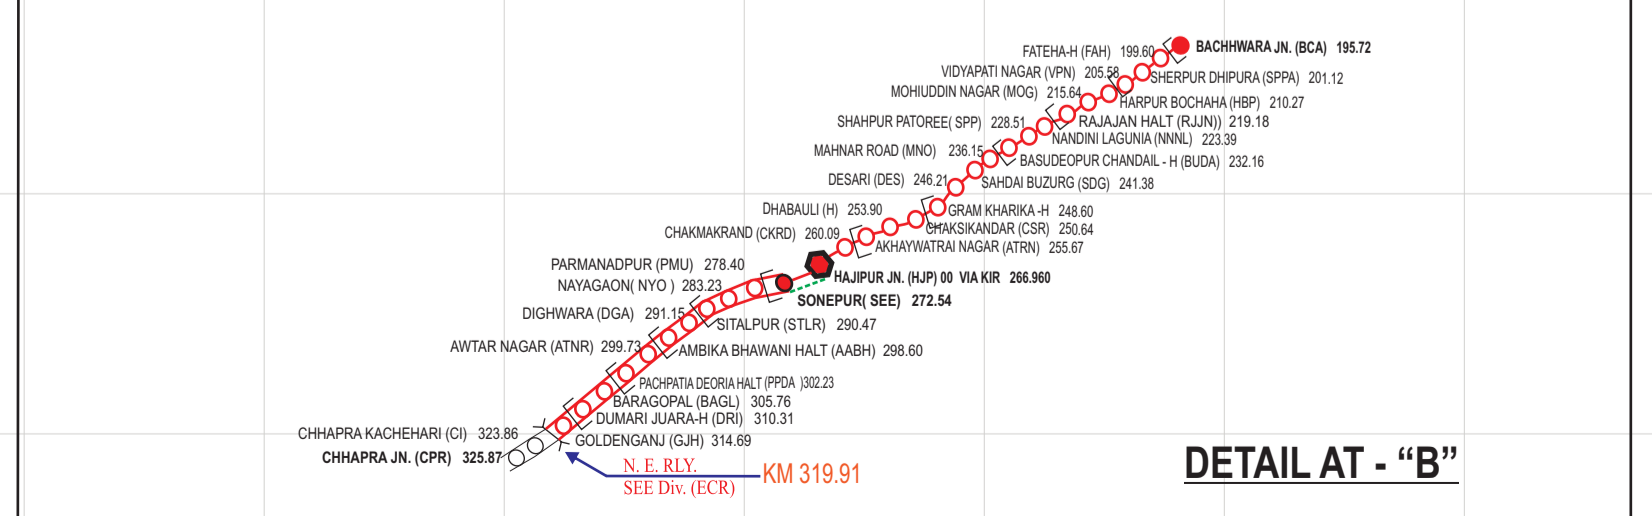 FATEHA-H (FAH) 199.60
BACHHWARA JN. (BCA) 195.72
VIDYAPATI NAGAR (VPN) 205.58
SHERPUR DHIPURA (SPPA) 201.12
MOHIUDDIN NAGAR (MOG) 215.64
HARPUR BOCHAHA (HBP) 210.27
SHAHPUR PATOREE( SPP) 228.51
RAJAJAN HALT (RJJN)) 219.18
NANDINI LAGUNIA (NNNL) 223.39
MAHNAR ROAD (MNO) 236.15
BASUDEOPUR CHANDAIL - H (BUDA) 232.16
DESARI (DES) 246.21
SAHDAI BUZURG (SDG) 241.38
DHABAULI (H) 253.90
GRAM KHARIKA -H 248.60
CHAKSIKANDAR (CSR) 250.64
CHAKMAKRAND (CKRD) 260.09
AKHAYWATRAI NAGAR (ATRN) 255.67
PARMANADPUR (PMU) 278.40
HAJIPUR JN. (HJP) 00 VIA KIR 266.960
NAYAGAON( NYO ) 283.23
SONEPUR( SEE) 272.54
DIGHWARA (DGA) 291.15
SITALPUR (STLR) 290.47
AWTAR NAGAR (ATNR) 299.73
AMBIKA BHAWANI HALT (AABH) 298.60
PACHPATIA DEORIA HALT (PPDA )302.23
BARAGOPAL (BAGL) 305.76
DUMARI JUARA-H (DRI) 310.31
CHHAPRA KACHEHARI (CI) 323.86
GOLDENGANJ (GJH) 314.69
CHHAPRA JN. (CPR) 325.87
N. E. RLY.
SEE Div. (ECR)
KM 319.91
DETAIL AT - “B”